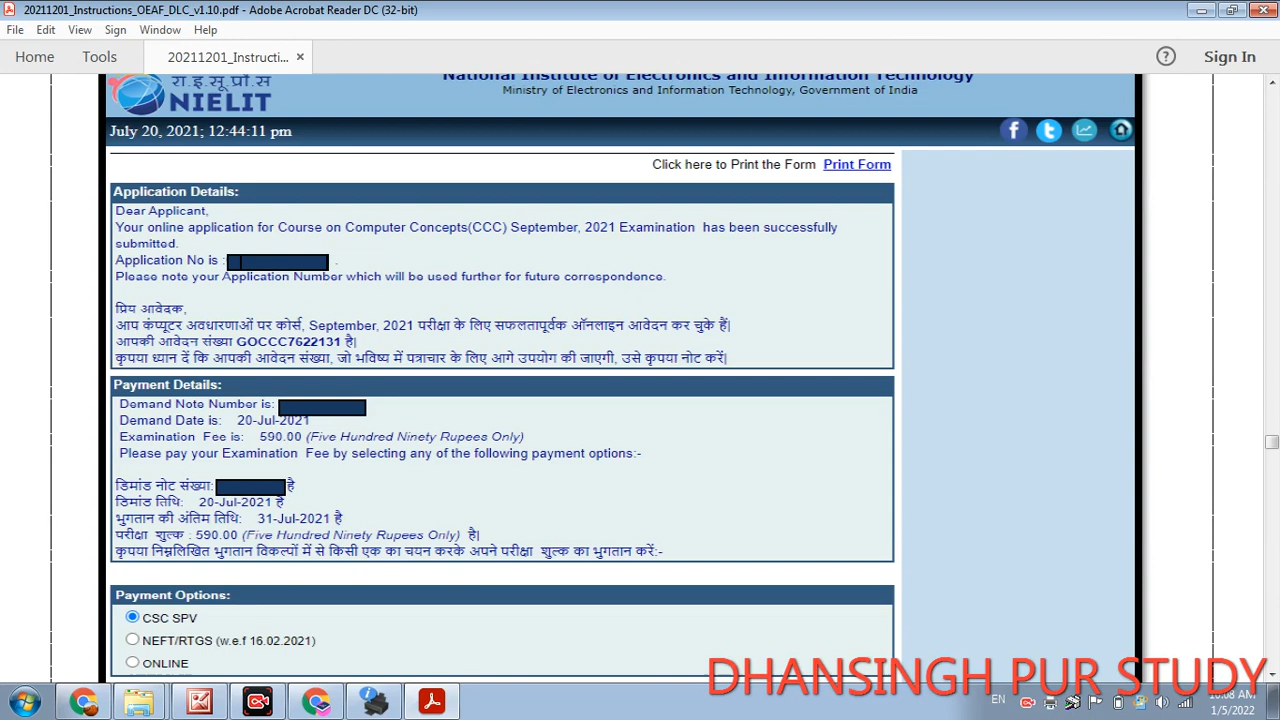 20211201_Instructions_OEAF_DLC_v1.10.pdf - Adobe Acrobat Reader DC (32-bit)
File Edit View Sign Window Help
Home Tools 20211201_Instructi... × Sign In
रा.इ.सू.प्रौ.सं
NIELIT
National Institute of Electronics and Information Technology
Ministry of Electronics and Information Technology, Government of India
July 20, 2021; 12:44:11 pm
Click here to Print the Form Print Form
Application Details:
Dear Applicant,
Your online application for Course on Computer Concepts(CCC) September, 2021 Examination has been successfully
submitted.
Application No is : .
Please note your Application Number which will be used further for future correspondence.
प्रिय आवेदक,
आप कंप्यूटर अवधारणाओं पर कोर्स, September, 2021 परीक्षा के लिए सफलतापूर्वक ऑनलाइन आवेदन कर चुके हैं|
आपकी आवेदन संख्या GOCCC7622131 है|
कृपया ध्यान दें कि आपकी आवेदन संख्या, जो भविष्य में पत्राचार के लिए आगे उपयोग की जाएगी, उसे कृपया नोट करें|
Payment Details:
Demand Note Number is:
Demand Date is: 20-Jul-2021
Examination Fee is: 590.00 (Five Hundred Ninety Rupees Only)
Please pay your Examination Fee by selecting any of the following payment options:-
डिमांड नोट संख्या: है
डिमांड तिथि: 20-Jul-2021 है
भुगतान की अंतिम तिथि: 31-Jul-2021 है
परीक्षा शुल्क : 590.00 (Five Hundred Ninety Rupees Only) है|
कृपया निम्नलिखित भुगतान विकल्पों में से किसी एक का चयन करके अपने परीक्षा शुल्क का भुगतान करें:-
Payment Options:
CSC SPV
NEFT/RTGS (w.e.f 16.02.2021)
ONLINE
DHANSINGH PUR STUDY
EN 10:08 AM
1/5/2022